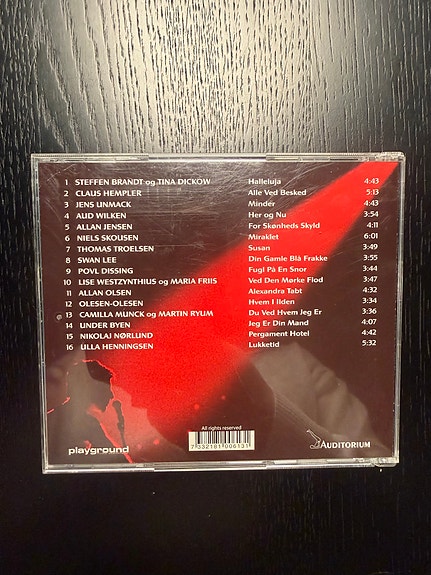 1 STEFFEN BRANDT og TINA DICKOW Halleluja 4:43
2 CLAUS HEMPLER Alle Ved Besked 5:13
3 JENS UNMACK Minder 4:43
4 AUD WILKEN Her og Nu 3:54
5 ALLAN JENSEN For Skønheds Skyld 4:11
6 NIELS SKOUSEN Miraklet 6:01
7 THOMAS TROELSEN Susan 3:49
8 SWAN LEE Din Gamle Blå Frakke 3:55
9 POVL DISSING Fugl På En Snor 3:44
10 LISE WESTZYNTHIUS og MARIA FRIIS Ved Den Mørke Flod 3:47
11 ALLAN OLSEN Alexandra Tabt 4:32
12 OLESEN-OLESEN Hvem I Ilden 3:34
13 CAMILLA MUNCK og MARTIN RYUM Du Ved Hvem Jeg Er 3:36
14 UNDER BYEN Jeg Er Din Mand 4:07
15 NIKOLAJ NØRLUND Pergament Hotel 4:42
16 ULLA HENNINGSEN Lukketid 5:32
All rights reserved
7 332181 006131
playground
AUDITORIUM